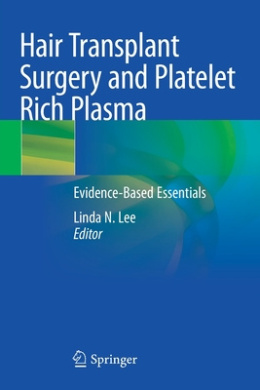 Hair Transplant
Surgery and Platelet
Rich Plasma
Evidence-Based Essentials
Linda N. Lee
Editor
Springer